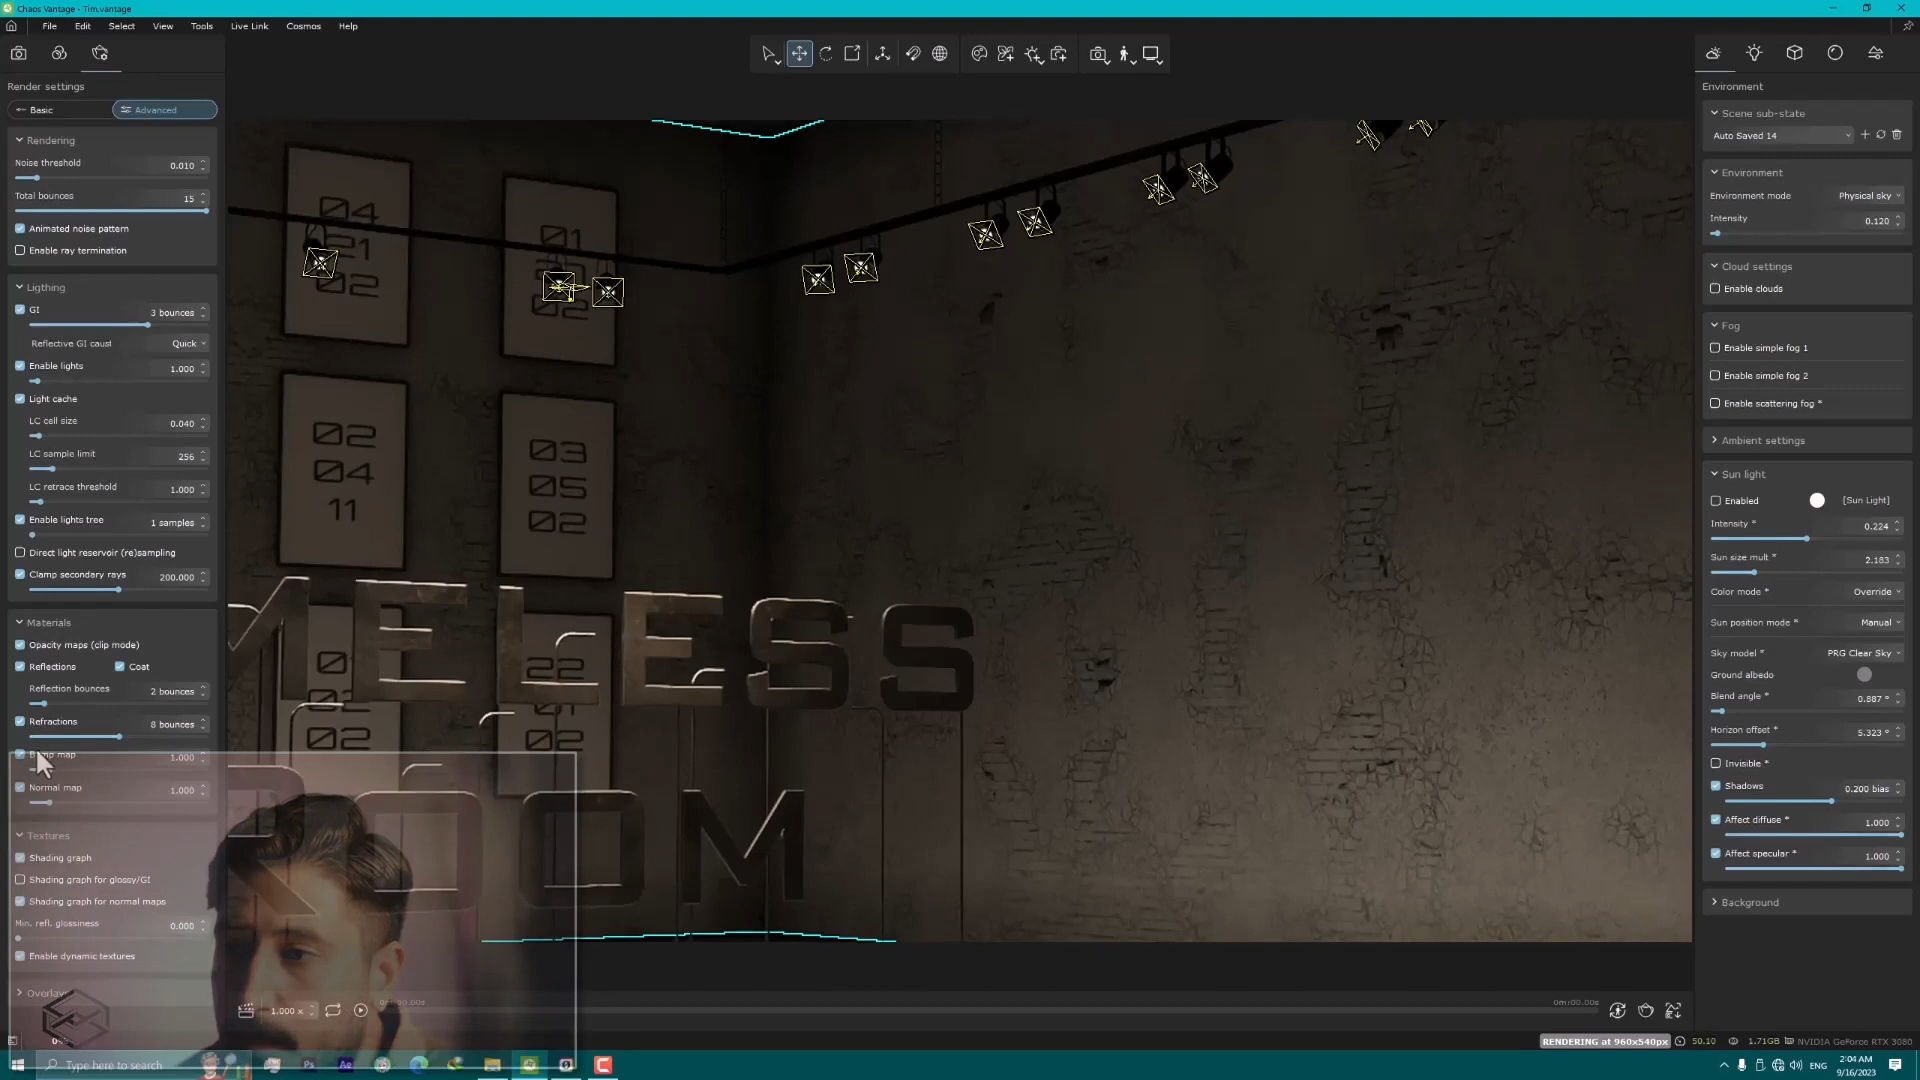 Chaos Vantage - Tim.vantage
File Edit Select View Tools Live Link Cosmos Help
Render settings
Basic Advanced
Rendering
Noise threshold 0.010
Total bounces 15
Animated noise pattern
Enable ray termination
Ligthing
GI 3 bounces
Reflective GI caust Quick
Enable lights 1.000
Light cache
LC cell size 0.040
LC sample limit 256
LC retrace threshold 1.000
Enable lights tree 1 samples
Direct light reservoir (re)sampling
Clamp secondary rays 200.000
Materials
Opacity maps (clip mode)
Reflections Coat
Reflection bounces 2 bounces
Refractions 8 bounces
map 1.000
Normal map 1.000
Textures
Shading graph
Shading graph for glossy/GI
Shading graph for normal maps
Min. refl. glossiness 0.000
Enable dynamic textures
04
21
02
01
02
02
04
11
03
05
02
MELESS
22
02
01
02
OOM
1.000 x
0m:00.00s
0m:00.00s
Environment
Scene sub-state
Auto Saved 14
Environment
Environment mode Physical sky
Intensity 0.120
Cloud settings
Enable clouds
Fog
Enable simple fog 1
Enable simple fog 2
Enable scattering fog *
Ambient settings
Sun light
Enabled [Sun Light]
Intensity * 0.224
Sun size mult * 2.183
Color mode * Override
Sun position mode * Manual
Sky model * PRG Clear Sky
Ground albedo
Blend angle * 0.887 °
Horizon offset * 5.323 °
Invisible *
Shadows 0.200 bias
Affect diffuse * 1.000
Affect specular * 1.000
Background
RENDERING at 960x540px 50.10 1.71GB NVIDIA GeForce RTX 3080
Type here to search
Ps Ae
ENG
2:04 AM
9/16/2023